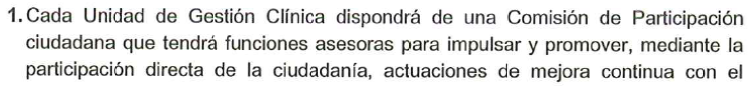 1. Cada Unidad de Gestión Clínica dispondrá de una Comisión de Participación
ciudadana que tendrá funciones asesoras para impulsar y promover, mediante la
participación directa de la ciudadanía, actuaciones de mejora continua con el